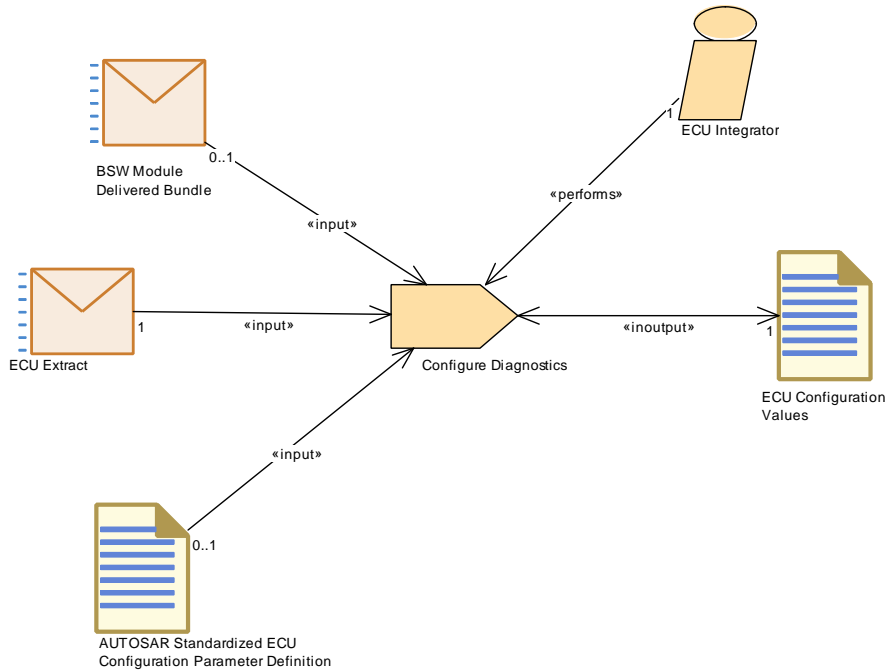 1
ECU Integrator
0..1
BSW Module
Delivered Bundle
«performs»
«input»
1
«input»
ECU Extract
Configure Diagnostics
«inoutput»
1
ECU Configuration
Values
«input»
0..1
AUTOSAR Standardized ECU
Configuration Parameter Definition